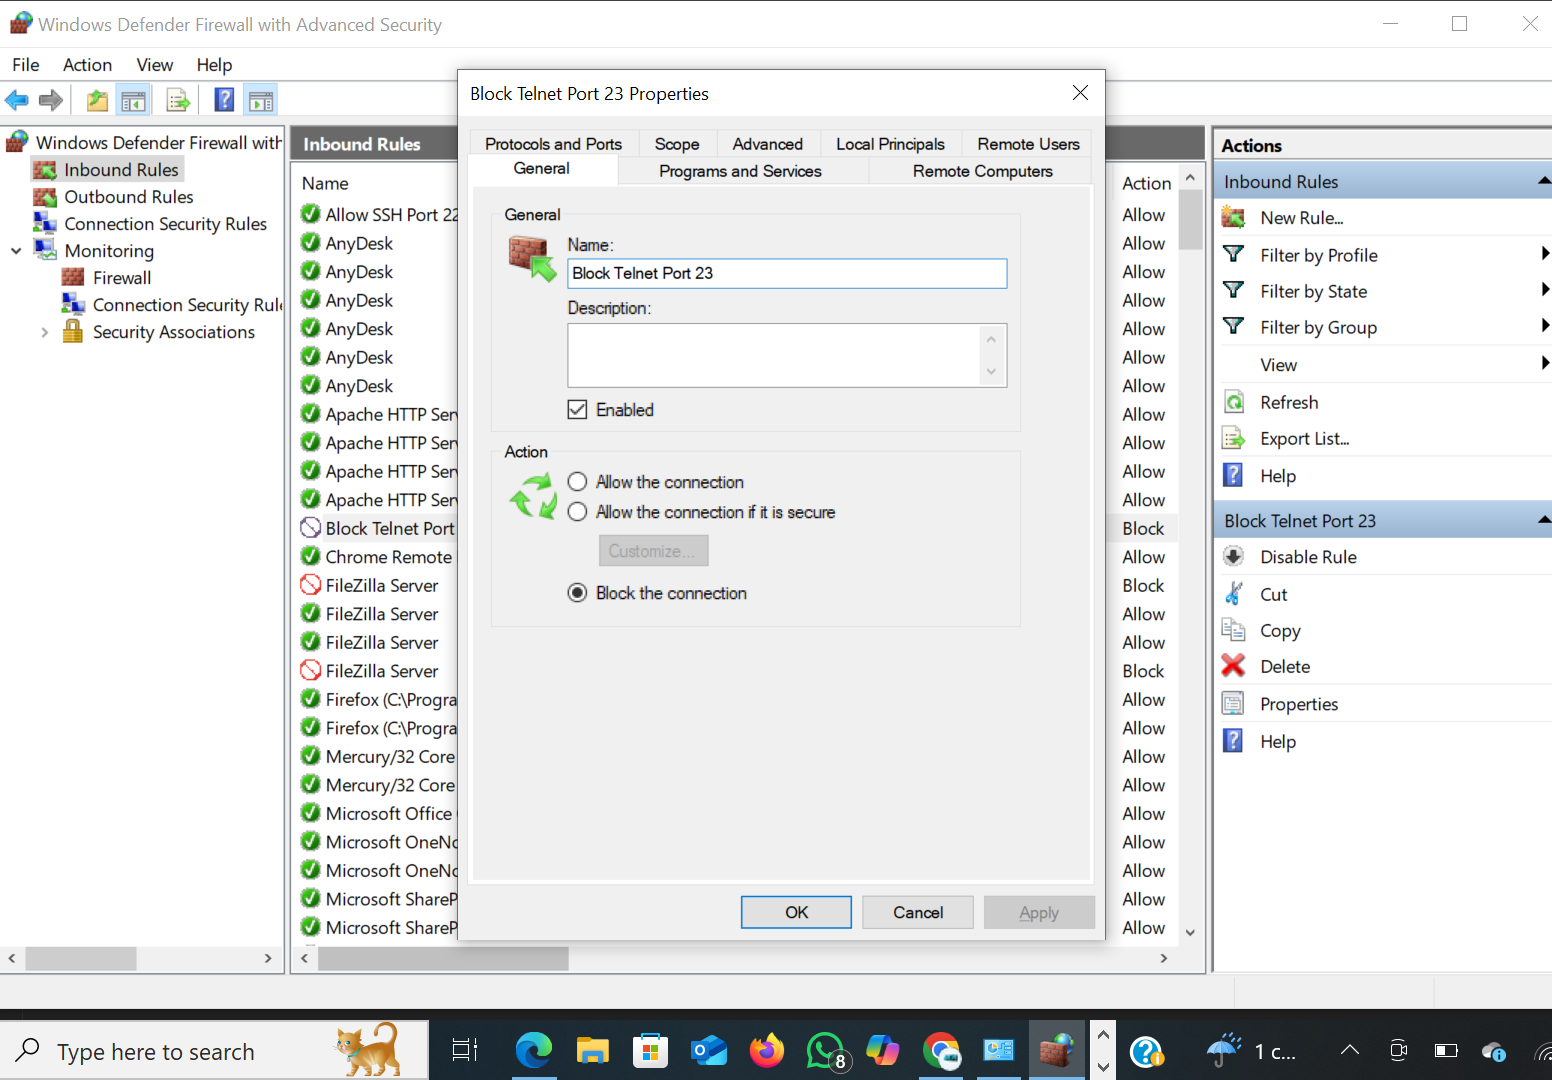 Windows Defender Firewall with Advanced Security
File Action View Help
Windows Defender Firewall with
Inbound Rules
Outbound Rules
Connection Security Rules
Monitoring
Firewall
Connection Security Rul
Security Associations
Inbound Rules
Name
Action
Allow SSH Port 22 Allow
AnyDesk Allow
AnyDesk Allow
AnyDesk Allow
AnyDesk Allow
AnyDesk Allow
AnyDesk Allow
Apache HTTP Ser Allow
Apache HTTP Ser Allow
Apache HTTP Ser Allow
Apache HTTP Ser Allow
Block Telnet Port Block
Chrome Remote Allow
FileZilla Server Block
FileZilla Server Allow
FileZilla Server Allow
FileZilla Server Block
Firefox (C:\Progra Allow
Firefox (C:\Progra Allow
Mercury/32 Core Allow
Mercury/32 Core Allow
Microsoft Office Allow
Microsoft OneNo Allow
Microsoft OneNo Allow
Microsoft ShareP Allow
Microsoft ShareP Allow
Block Telnet Port 23 Properties
Protocols and Ports Scope Advanced Local Principals Remote Users
General Programs and Services Remote Computers
General
Name:
Block Telnet Port 23
Description:
Enabled
Action
Allow the connection
Allow the connection if it is secure
Customize...
Block the connection
OK Cancel Apply
Actions
Inbound Rules
New Rule...
Filter by Profile
Filter by State
Filter by Group
View
Refresh
Export List...
Help
Block Telnet Port 23
Disable Rule
Cut
Copy
Delete
Properties
Help
Type here to search
8
1 c...